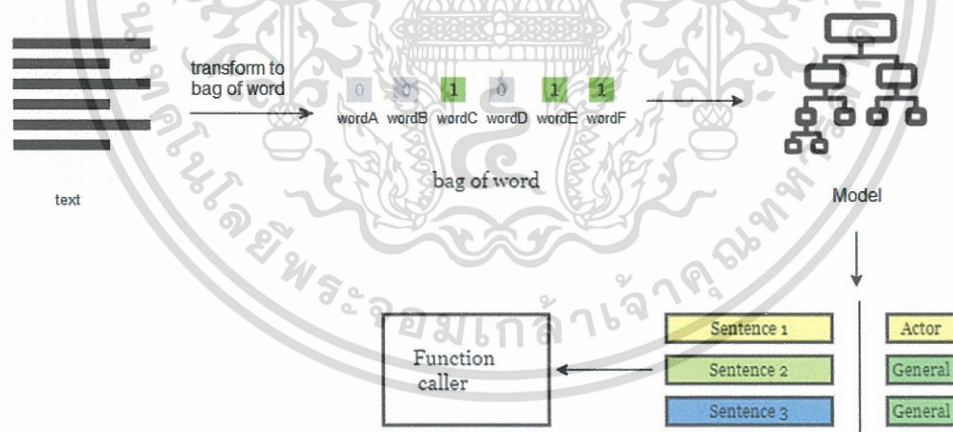 transform to
bag of word
0 0 1 0 1 1
wordA wordB wordC wordD wordE wordF
bag of word
text
Model
Function
caller
Sentence 1
Actor
Sentence 2
General
Sentence 3
General